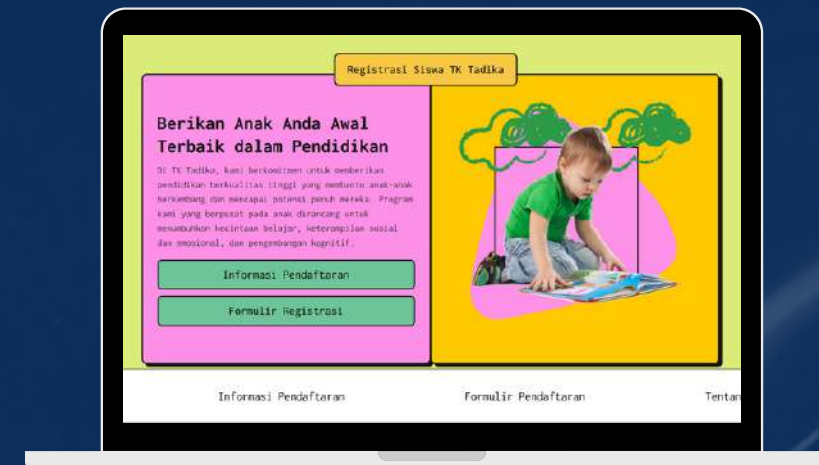 Registrasi Siswa TK Tadika
Berikan Anak Anda Awal
Terbaik dalam Pendidikan
Di TK Tadika, kami berkomitmen untuk memberikan
pendidikan berkualitas tinggi yang membantu anak-anak
berkembang dan mencapai potensi penuh mereka. Program
kami yang berpusat pada anak dirancang untuk
menumbuhkan kecintaan belajar, keterampilan sosial
dan emosional, dan pengembangan kognitif.
Informasi Pendaftaran
Formulir Registrasi
Informasi Pendaftaran
Formulir Pendaftaran
Tentan